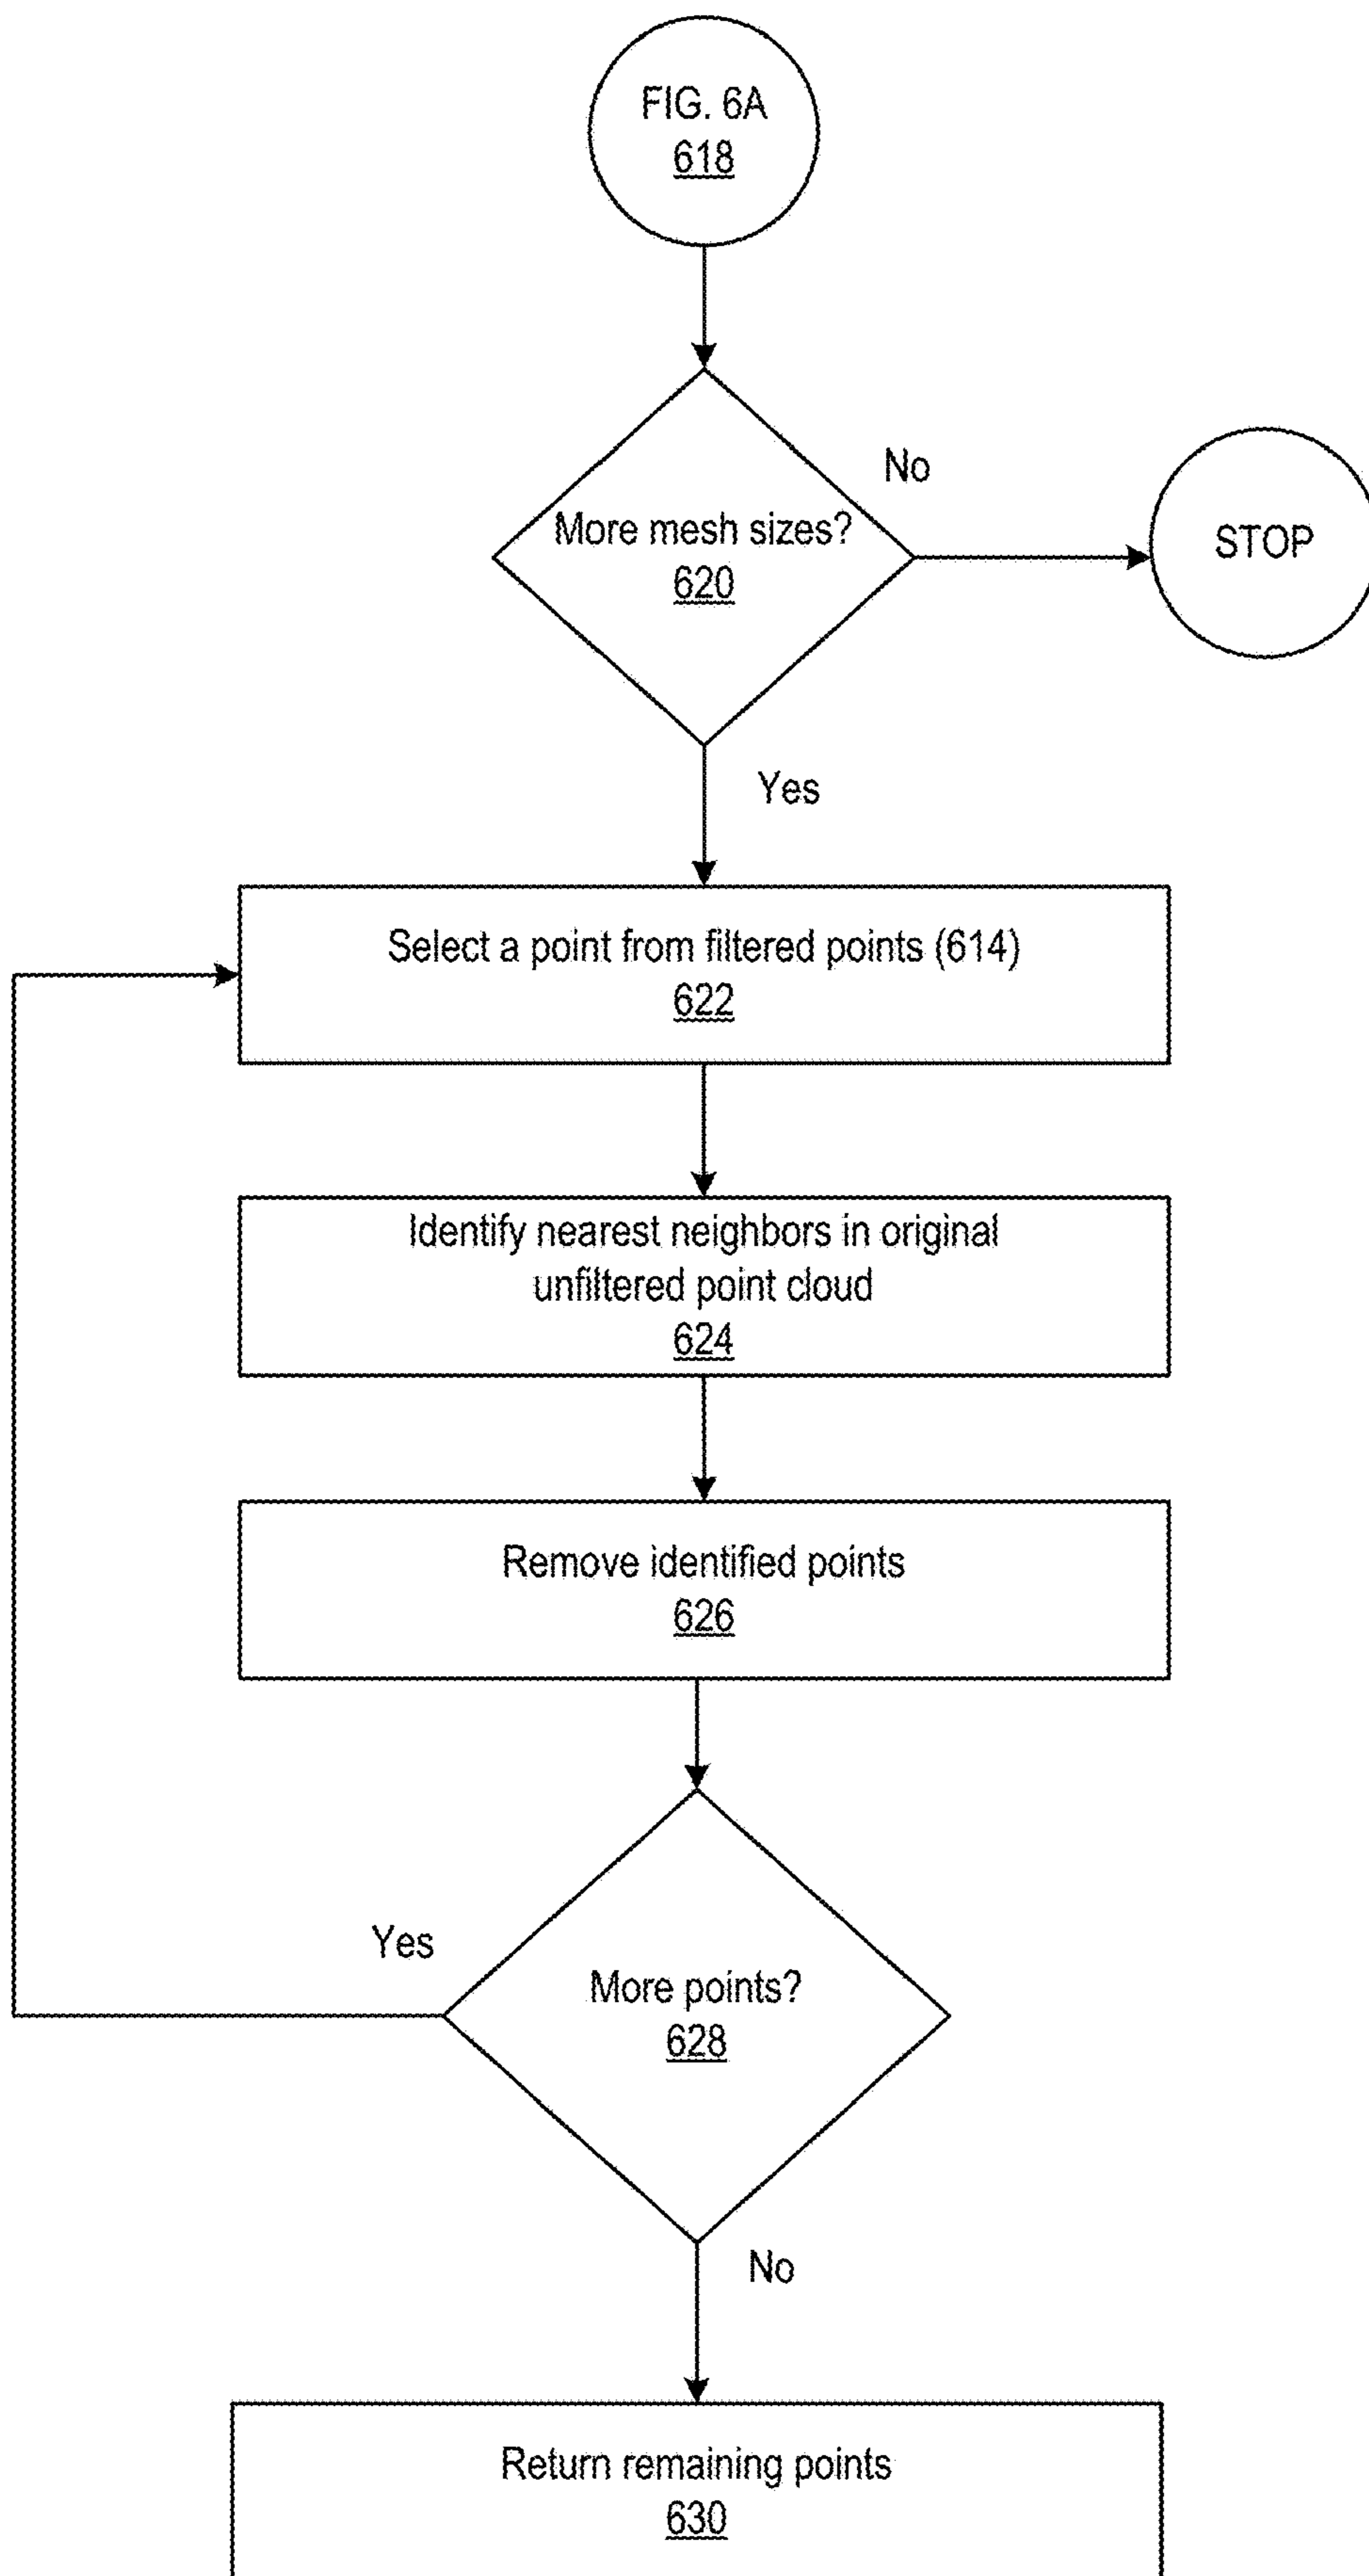 FIG. 6A
618
More mesh sizes?
620
No
STOP
Yes
Select a point from filtered points (614)
622
Identify nearest neighbors in original
unfiltered point cloud
624
Remove identified points
626
Yes
More points?
628
No
Return remaining points
630